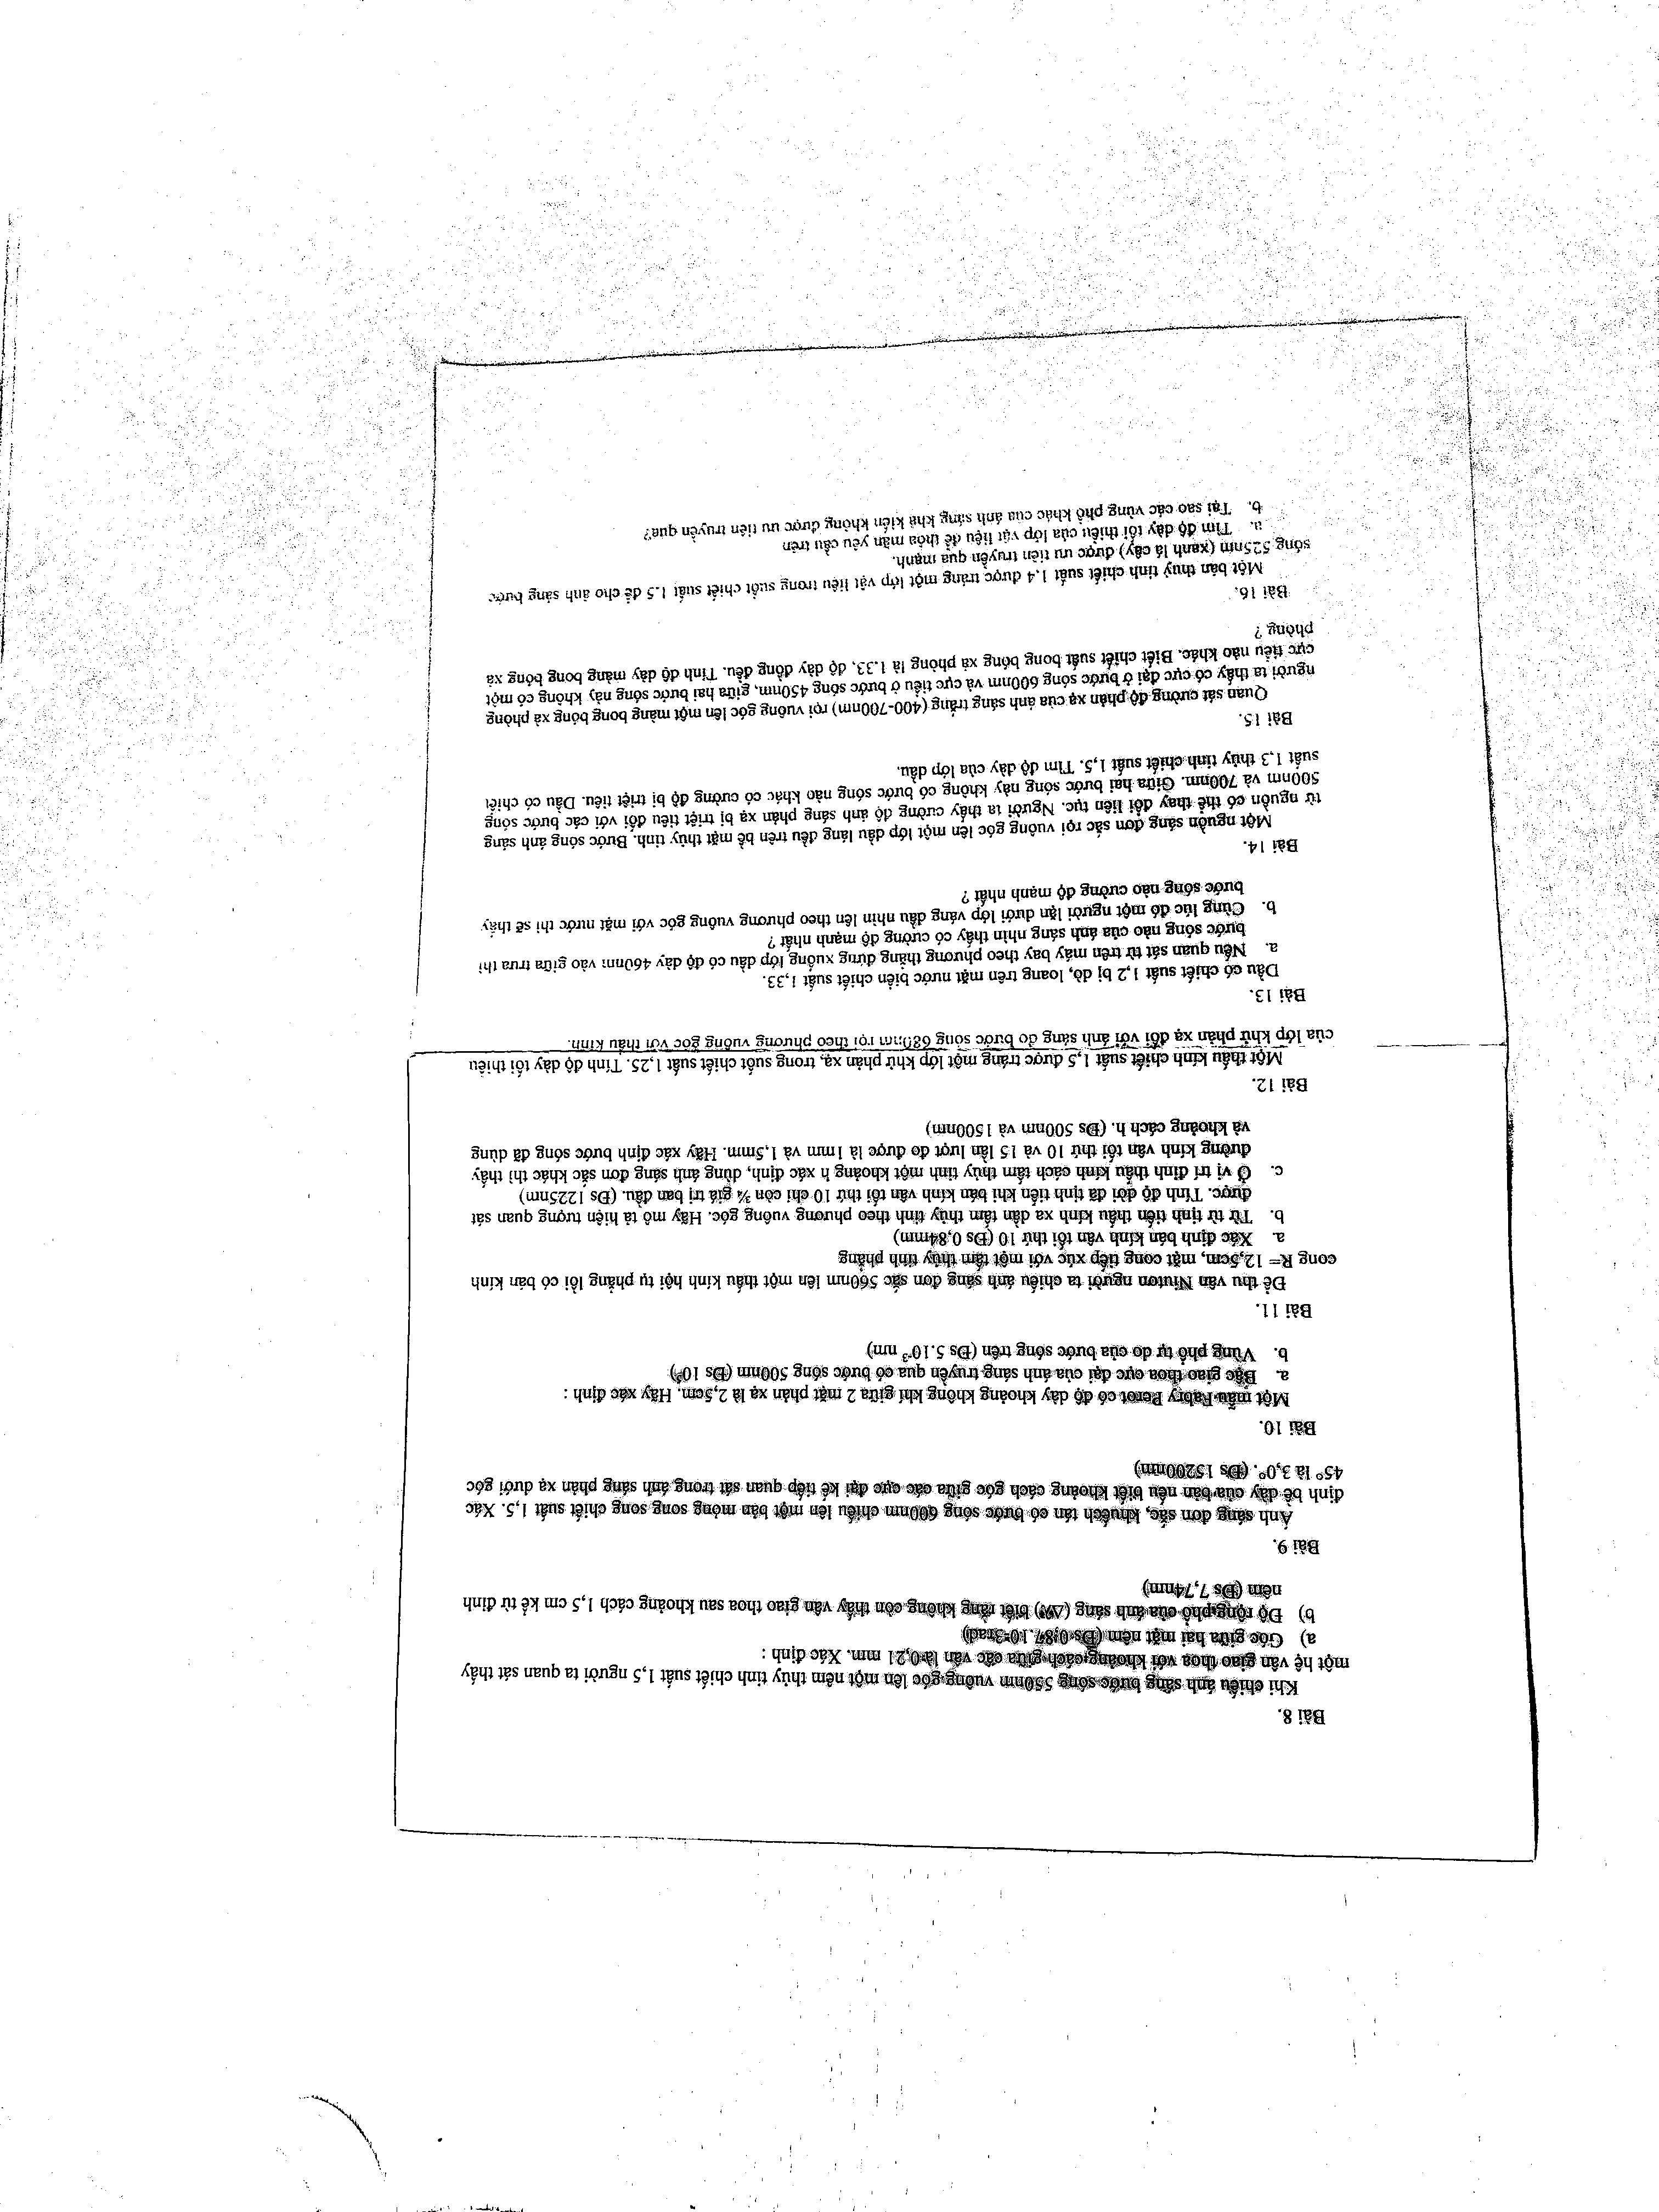 Bài 8.
Khi chiếu ánh sáng bước sóng 550nm vuông góc lên một nêm thủy tinh chiết suất 1,5 người ta quan sát thấy
một hệ vân giao thoa với khoảng cách giữa các vân là 0,21 mm. Xác định :
a) Góc giữa hai mặt nêm
b) Độ rộng phổ của ánh sáng biết rằng không còn thấy vân giao thoa sau khoảng cách 1,5 cm kể từ đỉnh
nêm (Đs 7,74nm)
Bài 9.
Ánh sáng đơn sắc, khuếch tán có bước sóng 600nm chiếu lên một bản mỏng song song chiết suất 1,5. Xác
định bề dày của bản nếu biết khoảng cách góc giữa các cực đại kế tiếp quan sát trong ánh sáng phản xạ dưới góc
45° là 3,0°. (Đs 15200nm)
Bài 10.
Một mẫu Fabry Perot có độ dày khoảng không khí giữa 2 mặt phản xạ là 2,5cm. Hãy xác định :
a. Bậc giao thoa cực đại của ánh sáng truyền qua có bước sóng 500nm (Đs 10⁵)
b. Vùng phổ tự do của bước sóng trên (Đs 5.10⁻³ nm)
Bài 11.
Để thu vân Niuton người ta chiếu ánh sáng đơn sắc 560nm lên một thấu kính hội tụ phẳng lồi có bán kính
cong R= 12,5cm, mặt cong tiếp xúc với một tấm thủy tinh phẳng
a. Xác định bán kính vân tối thứ 10 (Đs 0,84mm)
b. Từ từ tịnh tiến thấu kính xa dần tấm thủy tinh theo phương vuông góc. Hãy mô tả hiện tượng quan sát
được. Tính độ dời đã tịnh tiến khi bán kính vân tối thứ 10 chỉ còn ¾ giá trị ban đầu. (Đs 1225nm)
c. Ở vị trí định thấu kính cách tấm thủy tinh một khoảng h xác định, dùng ánh sáng đơn sắc khác thì thấy
đường kính vân tối thứ 10 và 15 lần lượt đo được là 1mm và 1,5mm. Hãy xác định bước sóng đã dùng
và khoảng cách h. (Đs 500nm và 1500nm)
Bài 12.
Một thấu kính chiết suất 1,5 được tráng một lớp khử phản xạ, trong suốt chiết suất 1,25. Tính độ dày tối thiểu
của lớp khử phản xạ đối với ánh sáng đỏ bước sóng 680nm rọi theo phương vuông góc với thấu kính.
Bài 13.
Dầu có chiết suất 1,2 bị đổ, loang trên mặt nước biển chiết suất 1,33.
a. Nếu quan sát từ trên máy bay theo phương thẳng đứng xuống lớp dầu có độ dày 460nm vào giữa trưa thì
bước sóng nào của ánh sáng nhìn thấy có cường độ mạnh nhất ?
b. Cùng lúc đó một người lặn dưới lớp váng dầu nhìn lên theo phương vuông góc với mặt nước thì sẽ thấy
bước sóng nào cường độ mạnh nhất ?
Bài 14.
Một nguồn sáng đơn sắc rọi vuông góc lên một lớp dầu láng đều trên bề mặt thủy tinh. Bước sóng ánh sáng
từ nguồn có thể thay đổi liên tục. Người ta thấy cường độ ánh sáng phản xạ bị triệt tiêu đối với các bước sóng
500nm và 700nm. Giữa hai bước sóng này không có bước sóng nào khác có cường độ bị triệt tiêu. Dầu có chiết
suất 1,3 thủy tinh chiết suất 1,5. Tìm độ dày của lớp dầu.
Bài 15.
Quan sát cường độ phản xạ của ánh sáng trắng (400-700nm) rọi vuông góc lên một màng bong bóng xà phòng
người ta thấy có cực đại ở bước sóng 600nm và cực tiểu ở bước sóng 450nm, giữa hai bước sóng này không có một
cực tiểu nào khác. Biết chiết suất bong bóng xà phòng là 1.33, độ dày đồng đều. Tính độ dày màng bong bóng xà
phòng ?
Bài 16.
Một bản thuỷ tinh chiết suất 1.4 được tráng một lớp vật liệu trong suốt chiết suất 1.5 để cho ánh sáng bước
sóng 525nm (xanh lá cây) được ưu tiên truyền qua mạnh.
a. Tìm độ dày tối thiểu của lớp vật liệu để thỏa mãn yêu cầu trên
b. Tại sao các vùng phổ khác của ánh sáng khả kiến không được ưu tiên truyền qua?